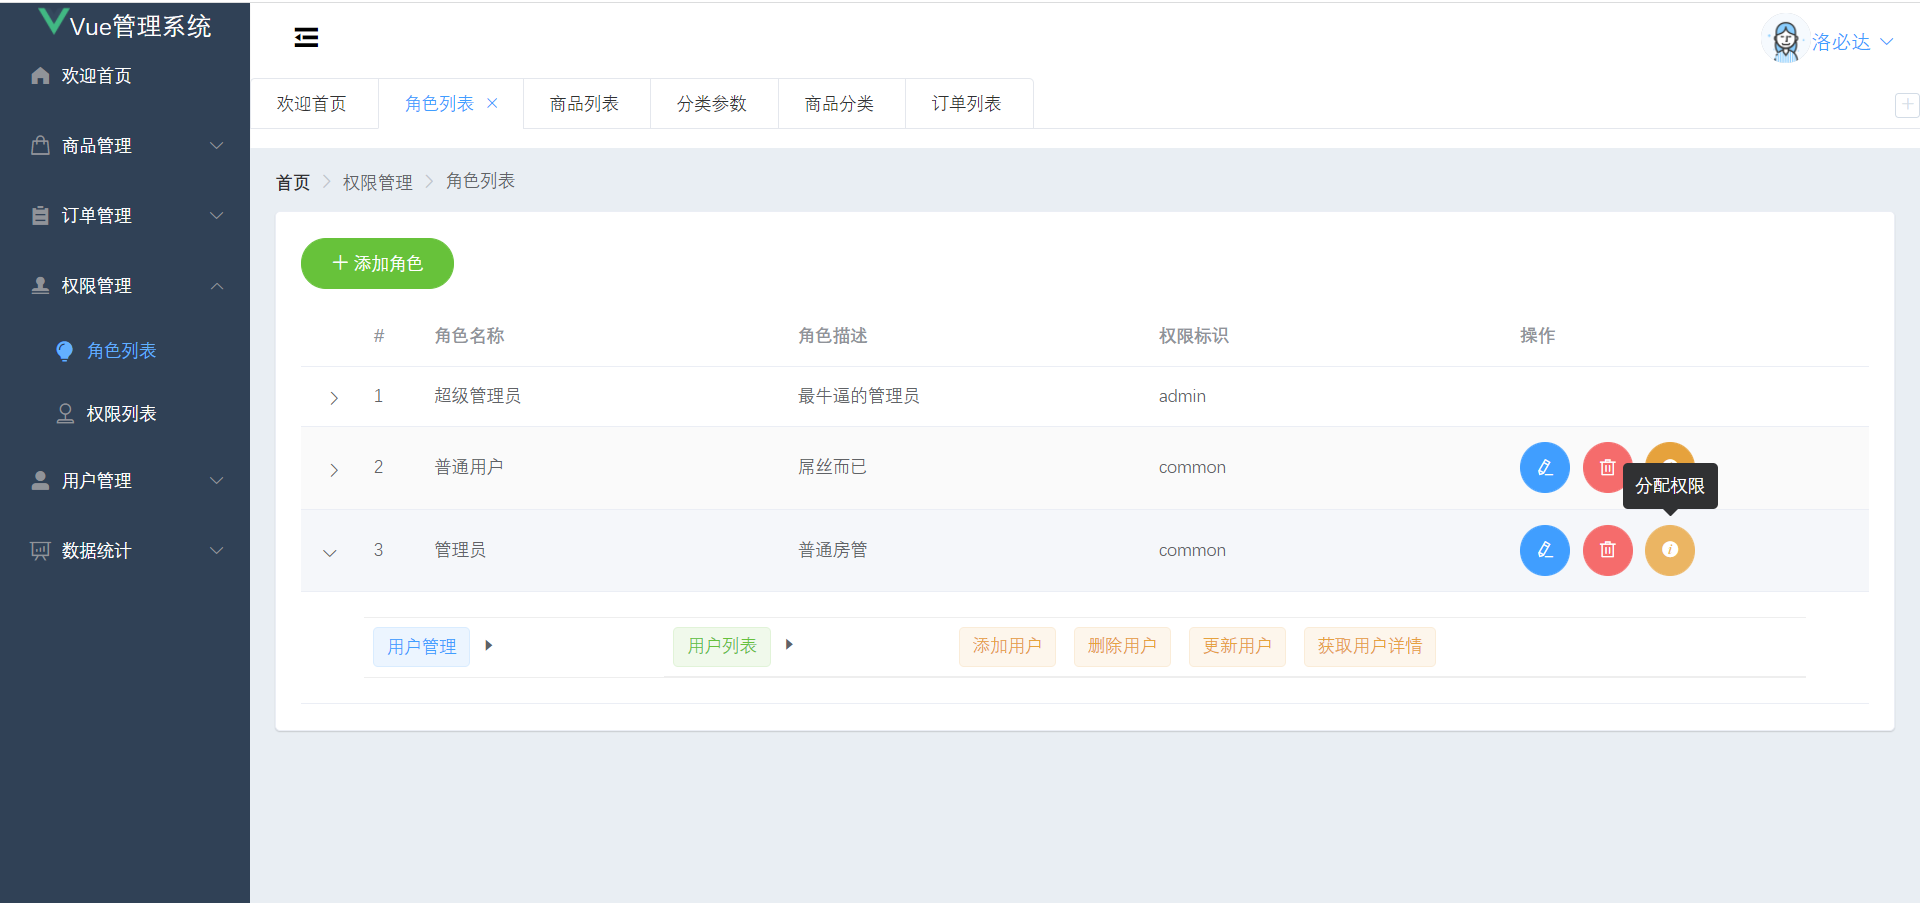 Vue管理系统
欢迎首页
商品管理
订单管理
权限管理
角色列表
权限列表
用户管理
数据统计
洛必达
欢迎首页 角色列表 商品列表 分类参数 商品分类 订单列表
首页 权限管理 角色列表
添加角色
# 角色名称 角色描述 权限标识 操作
1 超级管理员 最牛逼的管理员 admin
2 普通用户 屌丝而已 common
分配权限
3 管理员 普通房管 common
用户管理 用户列表 添加用户 删除用户 更新用户 获取用户详情